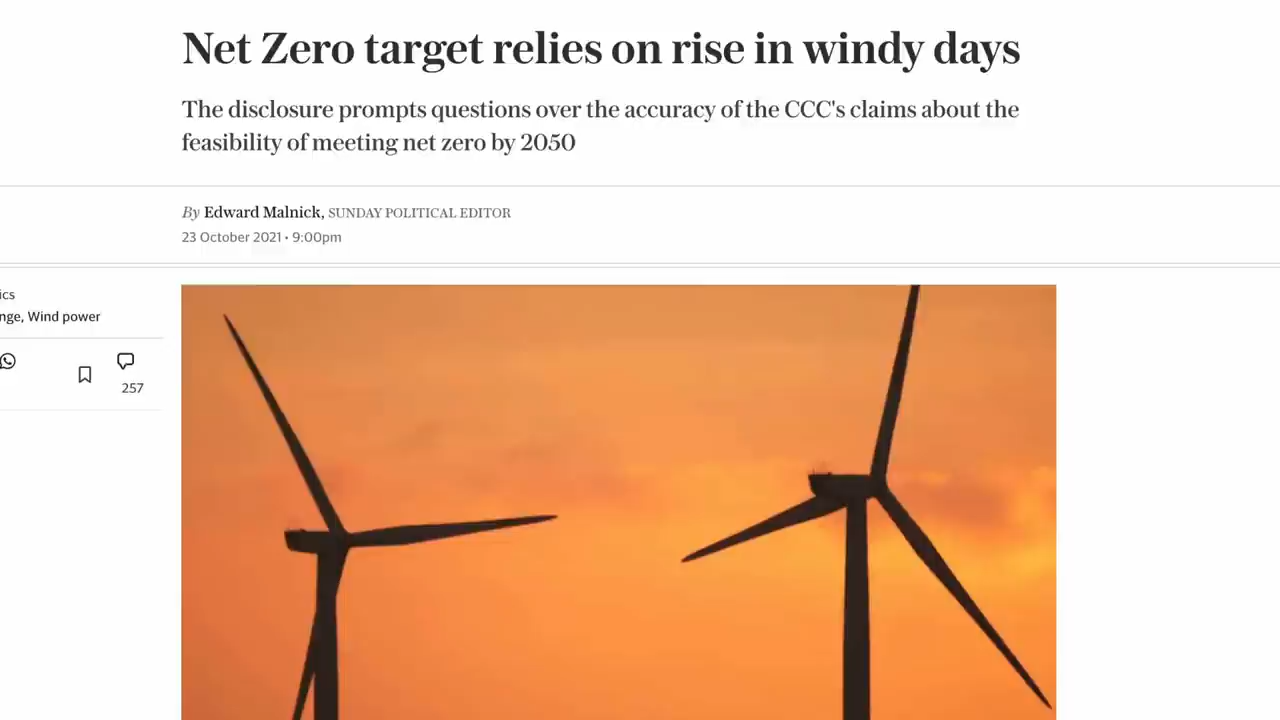 Net Zero target relies on rise in windy days
The disclosure prompts questions over the accuracy of the CCC's claims about the
feasibility of meeting net zero by 2050
By Edward Malnick, SUNDAY POLITICAL EDITOR
23 October 2021 • 9:00pm
ics
nge, Wind power
257